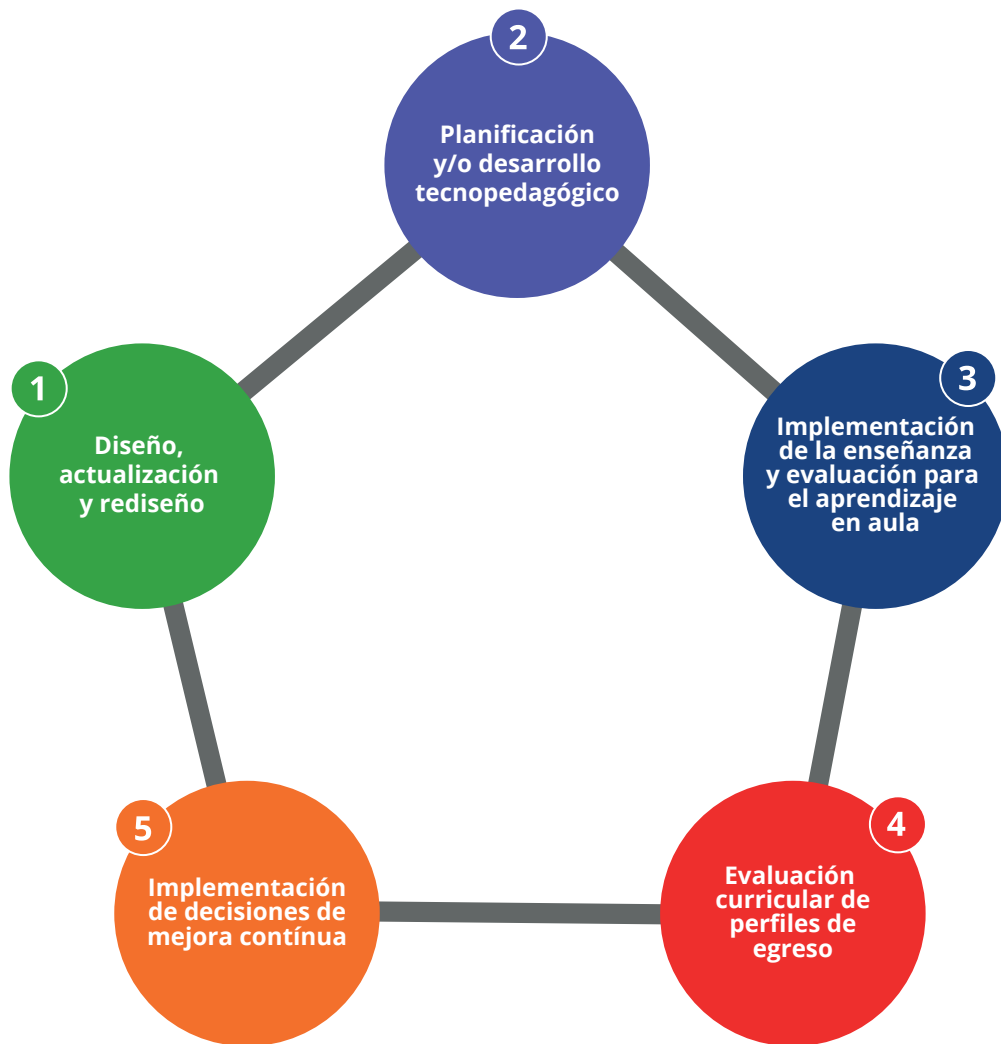 1
Diseño,
actualización
y rediseño
2
Planificación
y/o desarrollo
tecnopedagógico
3
Implementación
de la enseñanza
y evaluación para
el aprendizaje
en aula
4
Evaluación
curricular de
perfiles de
egreso
5
Implementación
de decisiones de
mejora contínua